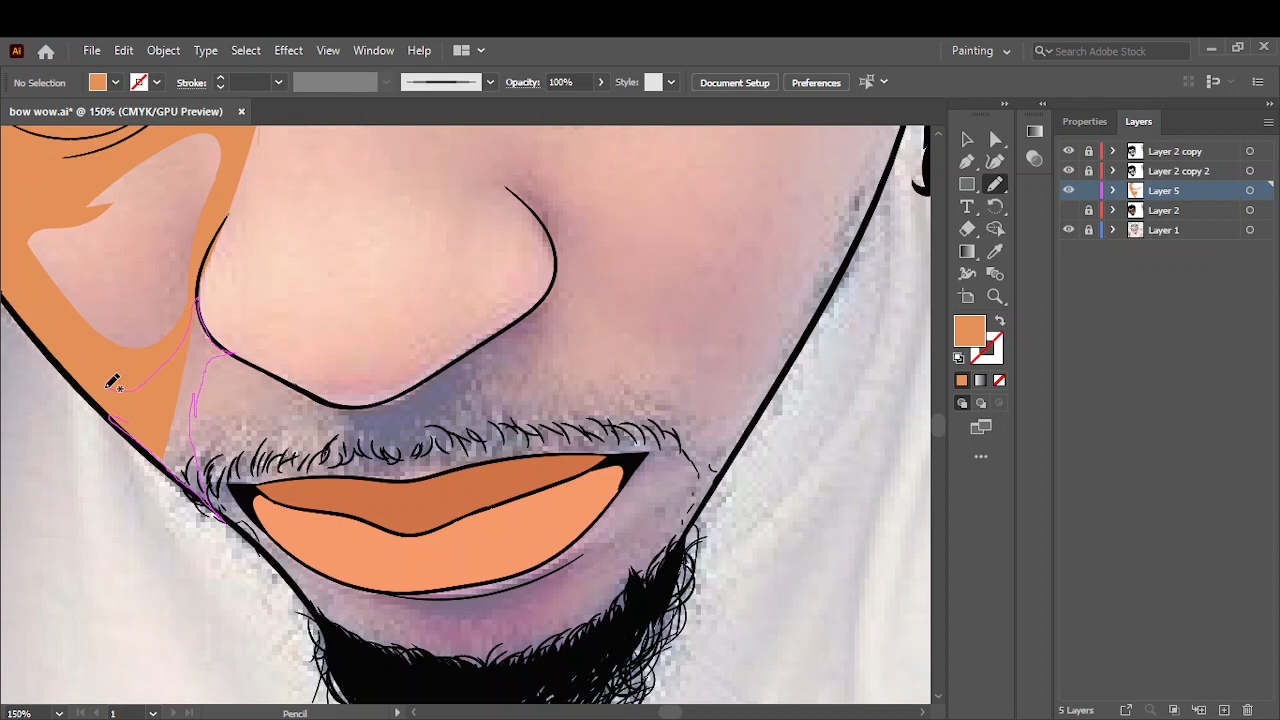 Ai File Edit Object Type Select Effect View Window Help Painting Search Adobe Stock
No Selection Stroke: Opacity: 100% Style: Document Setup Preferences
bow wow.ai* @ 150% (CMYK/GPU Preview)
Properties Layers
Layer 2 copy
Layer 2 copy 2
Layer 5
Layer 2
Layer 1
150% 1 Pencil 5 Layers